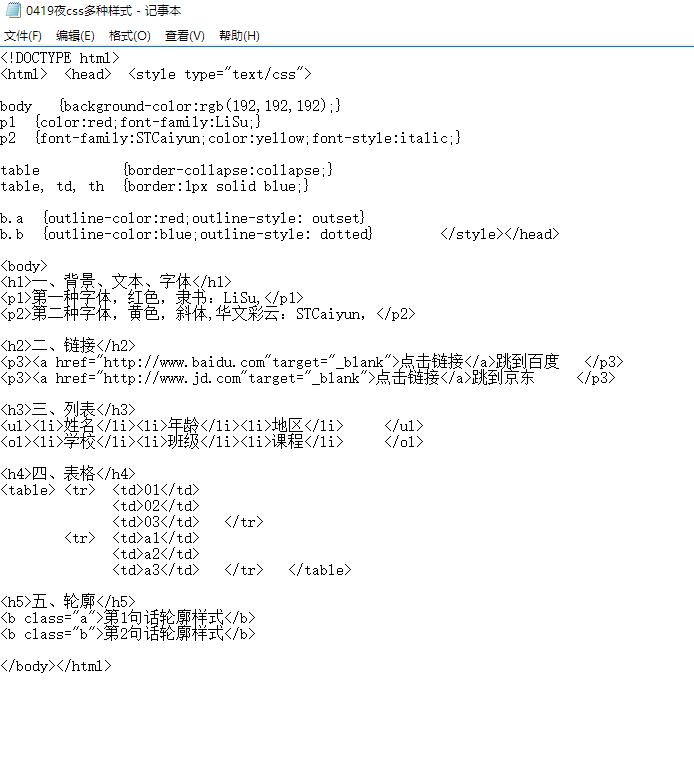 0419夜css多种样式 - 记事本
文件(F) 编辑(E) 格式(O) 查看(V) 帮助(H)
<!DOCTYPE html>
<html>  <head>  <style type="text/css">
body   {background-color:rgb(192,192,192);}
p1  {color:red;font-family:LiSu;}
p2  {font-family:STCaiyun;color:yellow;font-style:italic;}
table          {border-collapse:collapse;}
table, td, th  {border:1px solid blue;}
b.a  {outline-color:red;outline-style: outset}
b.b  {outline-color:blue;outline-style: dotted}        </style></head>
<body>
<h1>一、背景、文本、字体</h1>
<p1>第一种字体，红色，隶书：LiSu,</p1>
<p2>第二种字体，黄色，斜体,华文彩云：STCaiyun，</p2>
<h2>二、链接</h2>
<p3><a href="http://www.baidu.com"target="_blank">点击链接</a>跳到百度   </p3>
<p3><a href="http://www.jd.com"target="_blank">点击链接</a>跳到京东     </p3>
<h3>三、列表</h3>
<ul><li>姓名</li><li>年龄</li><li>地区</li>     </ul>
<ol><li>学校</li><li>班级</li><li>课程</li>     </ol>
<h4>四、表格</h4>
<table> <tr>  <td>01</td>
<td>02</td>
<td>03</td>   </tr>
<tr>  <td>a1</td>
<td>a2</td>
<td>a3</td>   </tr>   </table>
<h5>五、轮廓</h5>
<b class="a">第1句话轮廓样式</b>
<b class="b">第2句话轮廓样式</b>
</body></html>